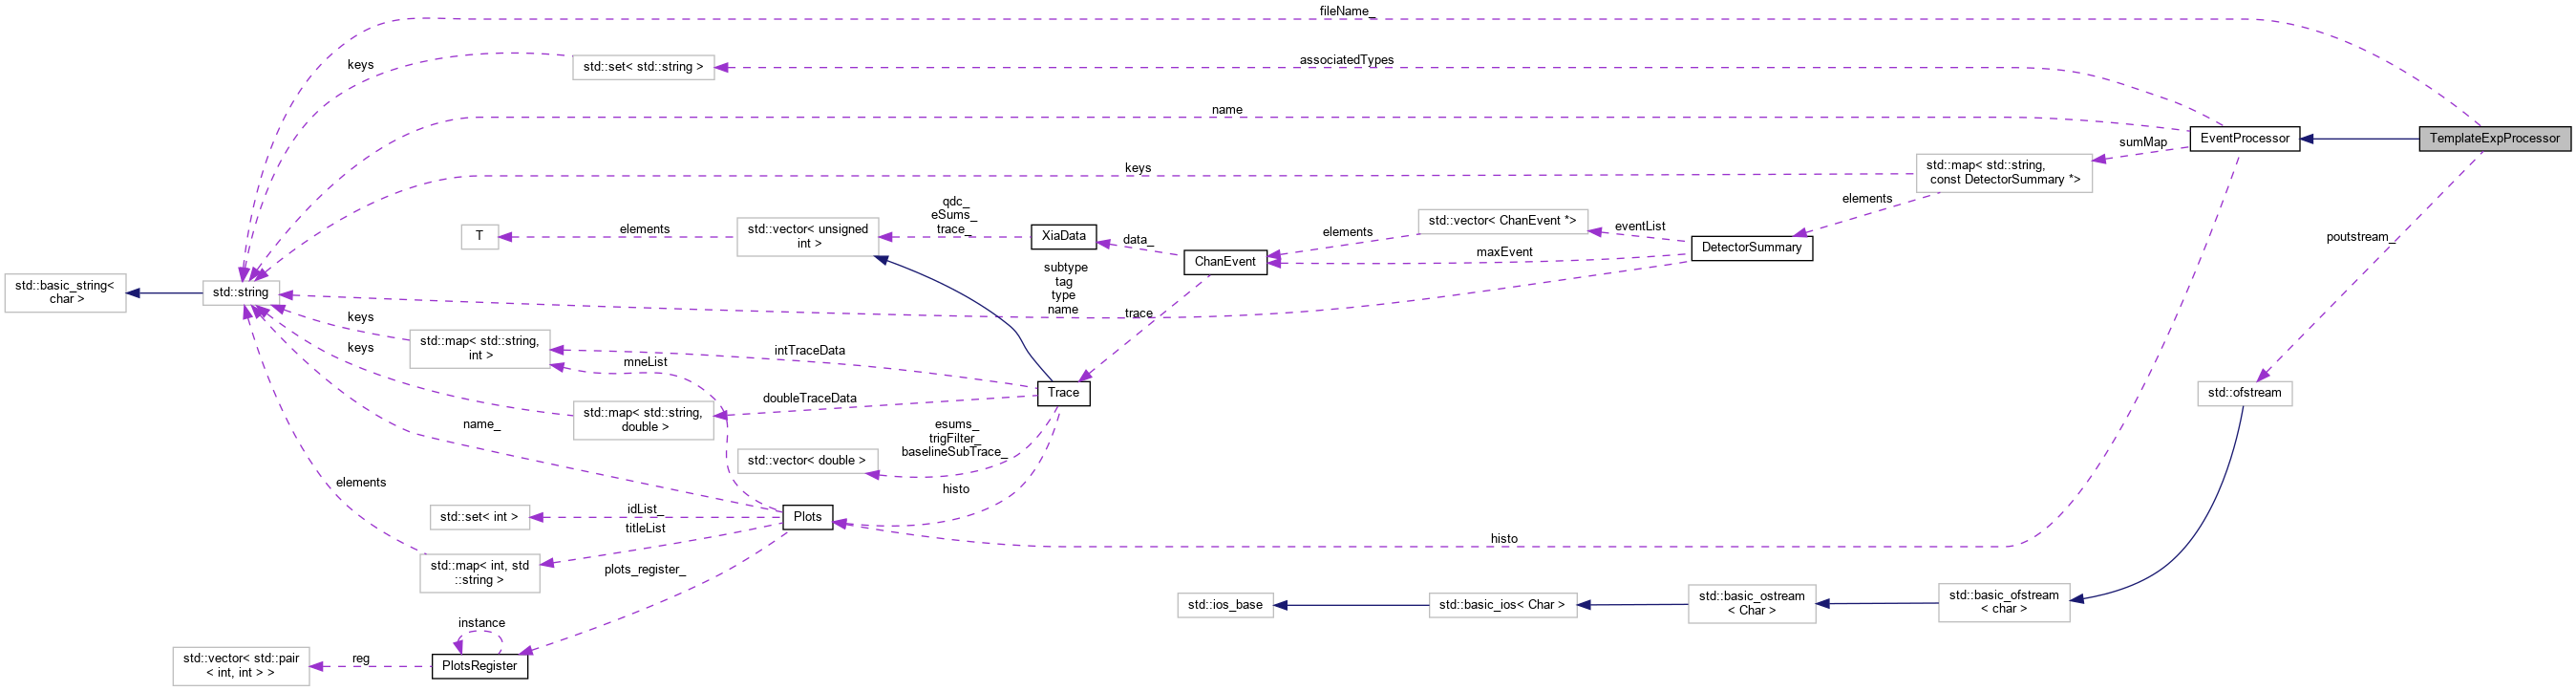 fileName_
keys
std::set< std::string >
associatedTypes
name
EventProcessor
TemplateExpProcessor
sumMap
keys
std::map< std::string,
const DetectorSummary *>
elements
qdc_
eSums_
trace_
T
elements
std::vector< unsigned
int >
XiaData
data_
elements
std::vector< ChanEvent *>
eventList
DetectorSummary
poutstream_
ChanEvent
maxEvent
std::basic_string<
char >
std::string
subtype
tag
type
name
trace
keys
std::map< std::string,
int >
intTraceData
keys
mneList
Trace
std::ofstream
doubleTraceData
std::map< std::string,
double >
name_
esums_
trigFilter_
baselineSubTrace_
std::vector< double >
elements
histo
std::set< int >
idList_
Plots
titleList
histo
std::map< int, std
::string >
plots_register_
std::ios_base
std::basic_ios< Char >
std::basic_ostream
< Char >
std::basic_ofstream
< char >
instance
std::vector< std::pair
< int, int > >
reg
PlotsRegister